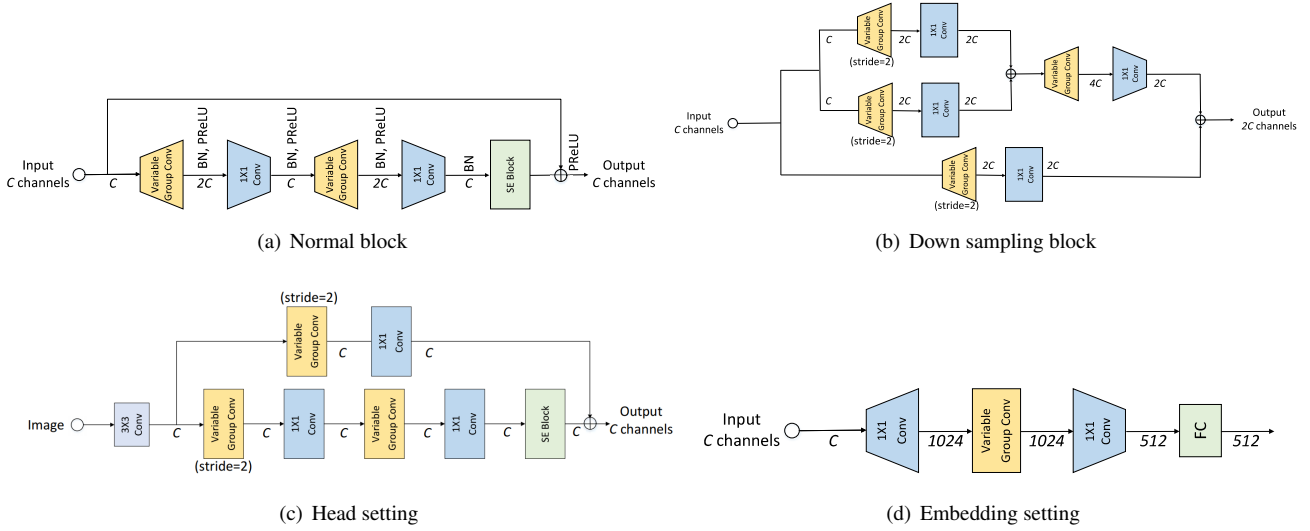 Input
C channels
C
Variable
Group Conv
BN, PReLU
2C
1X1
Conv
BN, PReLU
C
Variable
Group Conv
BN, PReLU
2C
1X1
Conv
BN
C
SE Block
PReLU
Output
C channels
(a) Normal block
Input
C channels
C
Variable
Group Conv
(stride=2)
2C
1X1
Conv
2C
C
Variable
Group Conv
(stride=2)
2C
1X1
Conv
2C
Variable
Group Conv
4C
1X1
Conv
2C
Variable
Group Conv
(stride=2)
2C
1X1
Conv
2C
Output
2C channels
(b) Down sampling block
(stride=2)
Variable
Group Conv
C
1X1
Conv
C
Image
3X3
Conv
C
Variable
Group Conv
(stride=2)
C
1X1
Conv
C
Variable
Group Conv
C
1X1
Conv
C
SE Block
C
Output
C channels
(c) Head setting
Input
C channels
C
1X1
Conv
1024
Variable
Group Conv
1024
1X1
Conv
512
FC
512
(d) Embedding setting